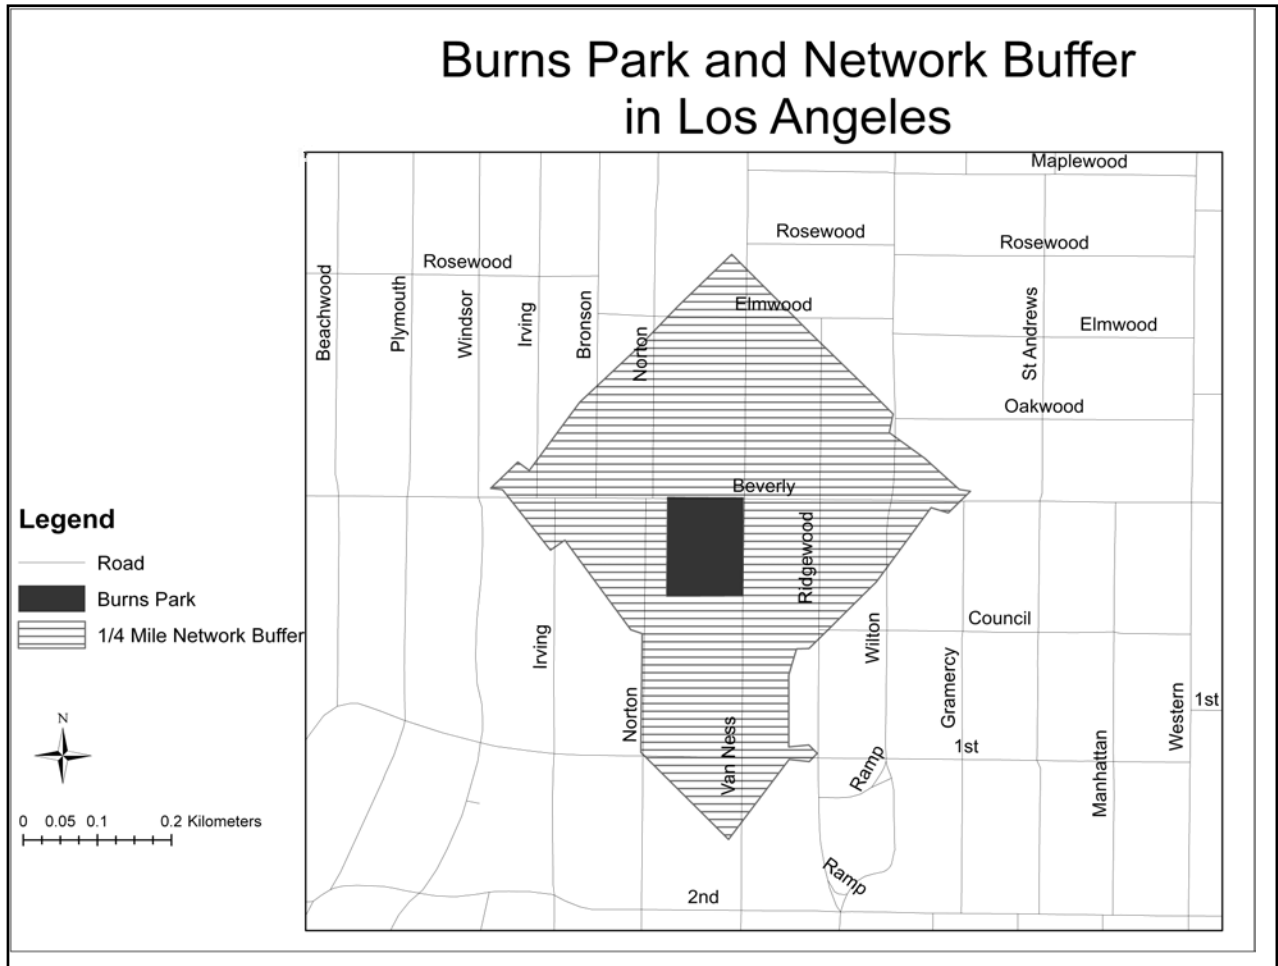 Burns Park and Network Buffer
in Los Angeles
Maplewood
Rosewood
Rosewood
Rosewood
Beachwood
Plymouth
Windsor
Irving
Bronson
Norton
Elmwood
St Andrews
Elmwood
Oakwood
Beverly
Ridgewood
Legend
Road
Burns Park
1/4 Mile Network Buffer
Irving
Norton
Van Ness
Wilton
Council
Gramercy
1st
Manhattan
Western
1st
Ramp
Ramp
2nd
N
0 0.05 0.1 0.2 Kilometers